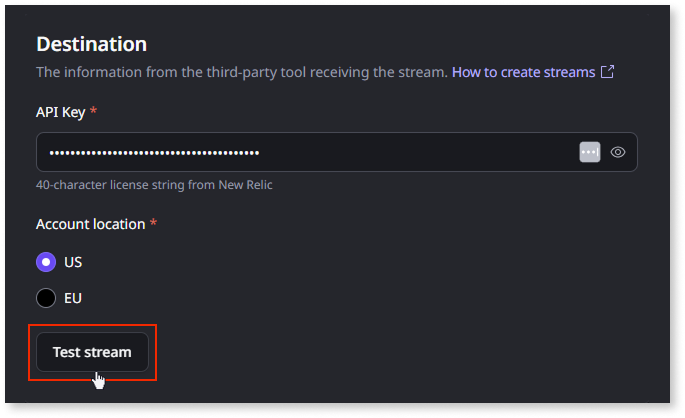 Destination
The information from the third-party tool receiving the stream. How to create streams
API Key *
••••••••••••••••••••••••••••••••••••••••
40-character license string from New Relic
Account location *
US
EU
Test stream